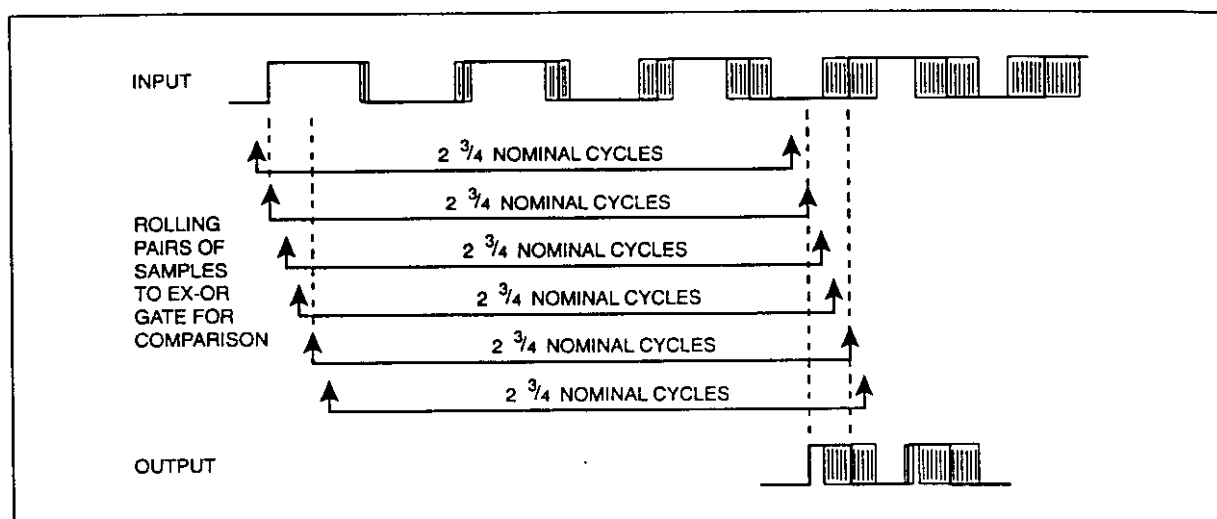 INPUT
2 3/4 NOMINAL CYCLES
2 3/4 NOMINAL CYCLES
ROLLING
PAIRS OF
SAMPLES
TO EX-OR
GATE FOR
COMPARISON
2 3/4 NOMINAL CYCLES
2 3/4 NOMINAL CYCLES
2 3/4 NOMINAL CYCLES
2 3/4 NOMINAL CYCLES
OUTPUT